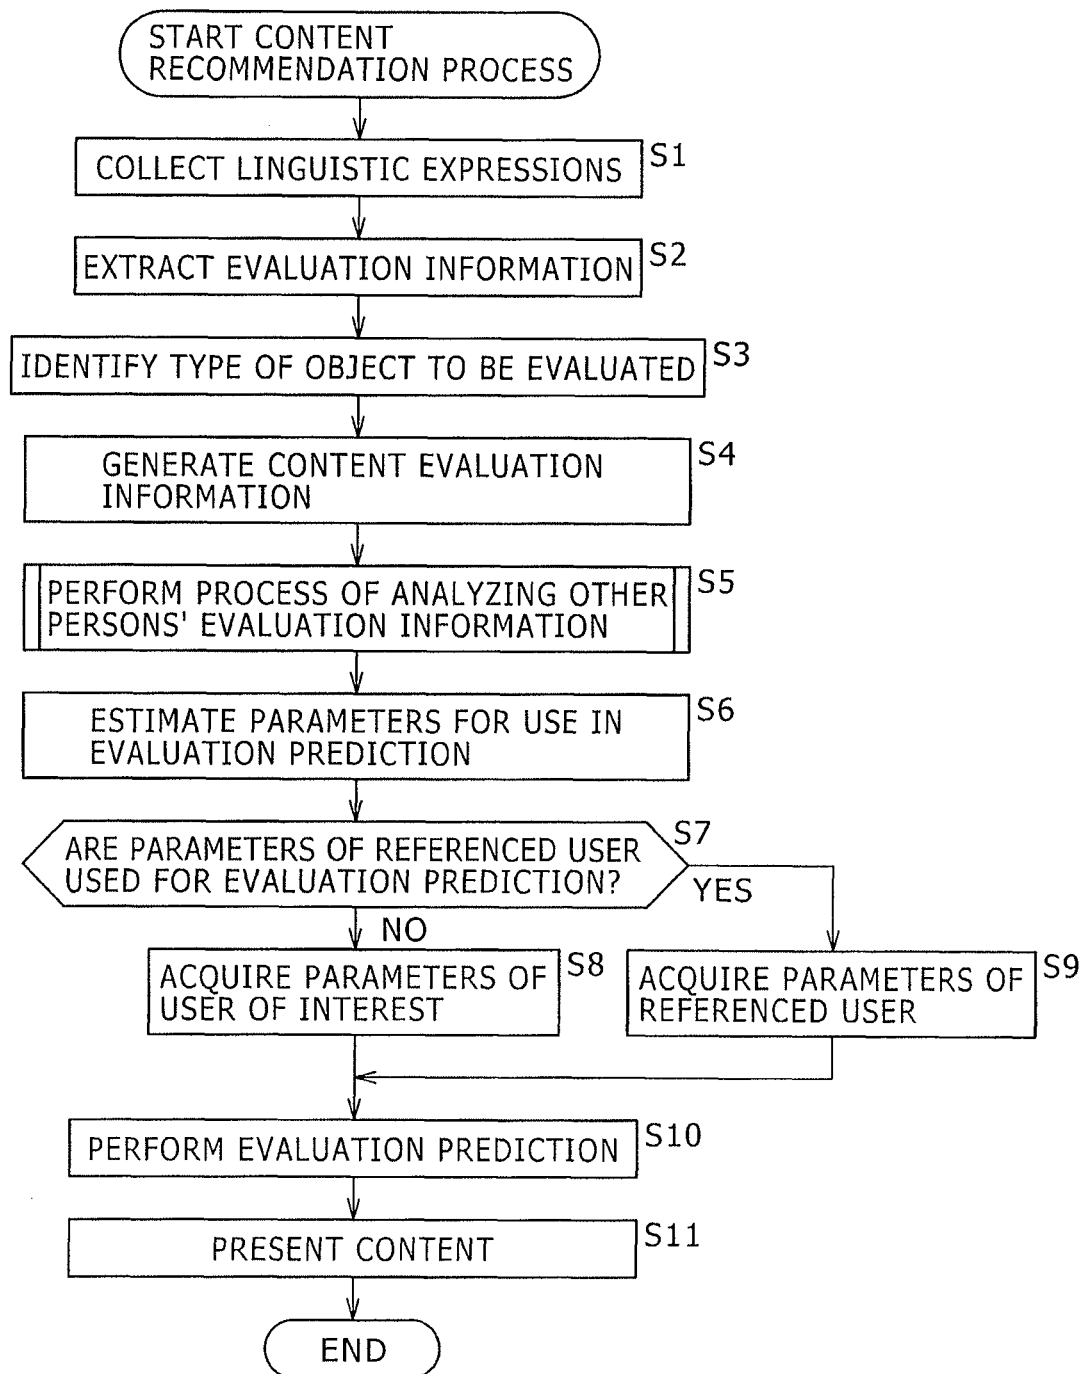 START CONTENT
RECOMMENDATION PROCESS
COLLECT LINGUISTIC EXPRESSIONS
S1
EXTRACT EVALUATION INFORMATION
S2
IDENTIFY TYPE OF OBJECT TO BE EVALUATED
S3
GENERATE CONTENT EVALUATION
INFORMATION
S4
PERFORM PROCESS OF ANALYZING OTHER
PERSONS' EVALUATION INFORMATION
S5
ESTIMATE PARAMETERS FOR USE IN
EVALUATION PREDICTION
S6
ARE PARAMETERS OF REFERENCED USER
USED FOR EVALUATION PREDICTION?
S7
YES
NO
ACQUIRE PARAMETERS OF
USER OF INTEREST
S8
ACQUIRE PARAMETERS OF
REFERENCED USER
S9
PERFORM EVALUATION PREDICTION
S10
PRESENT CONTENT
S11
END